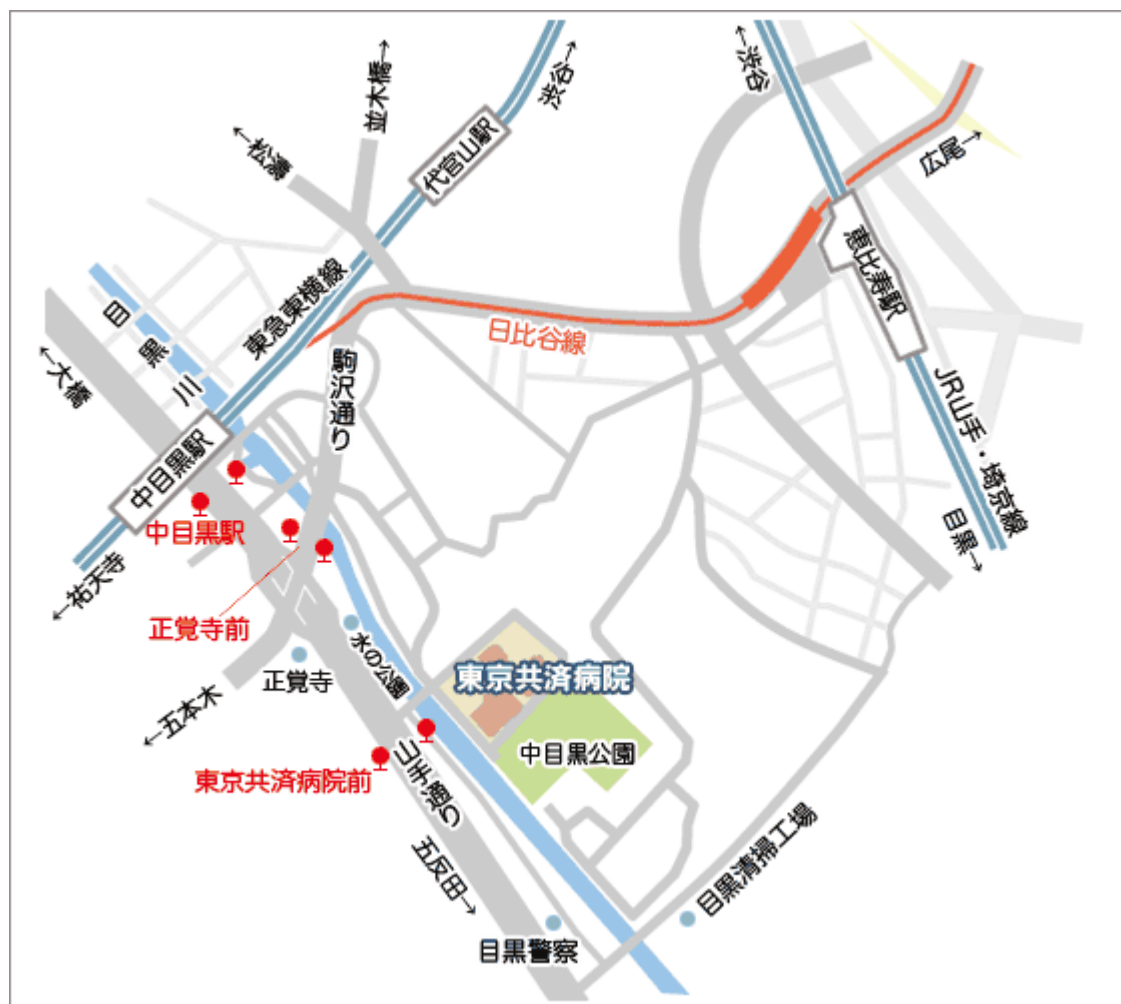 ←渋谷
渋谷→
並木橋→
←松濤
代官山駅
広尾→
恵比寿駅
東急東横線
目黒川
日比谷線
←大橋
駒沢通り
JR山手・埼京線
中目黒駅
中目黒駅
目黒→
←祐天寺
正覚寺前
水の公園
正覚寺
東京共済病院
←五本木
中目黒公園
東京共済病院前
山手通り
五反田→
目黒清掃工場
目黒警察